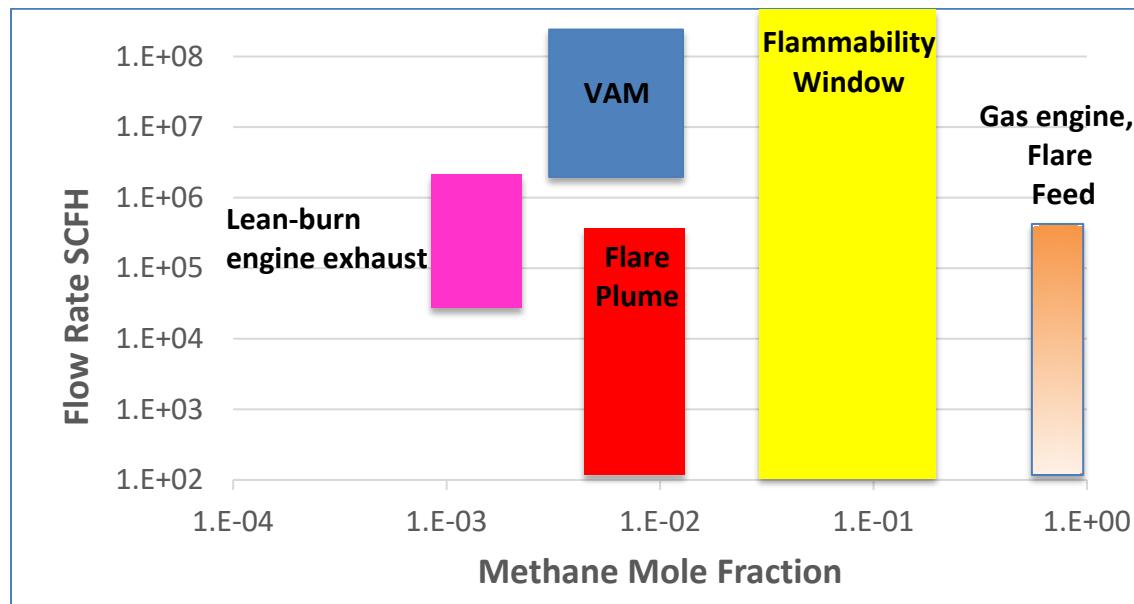 Flow Rate SCFH
1.E+08
1.E+07
1.E+06
1.E+05
1.E+04
1.E+03
1.E+02
VAM
Flammability
Window
Gas engine,
Flare
Feed
Lean-burn
engine exhaust
Flare
Plume
1.E-04
1.E-03
1.E-02
1.E-01
1.E+00
Methane Mole Fraction